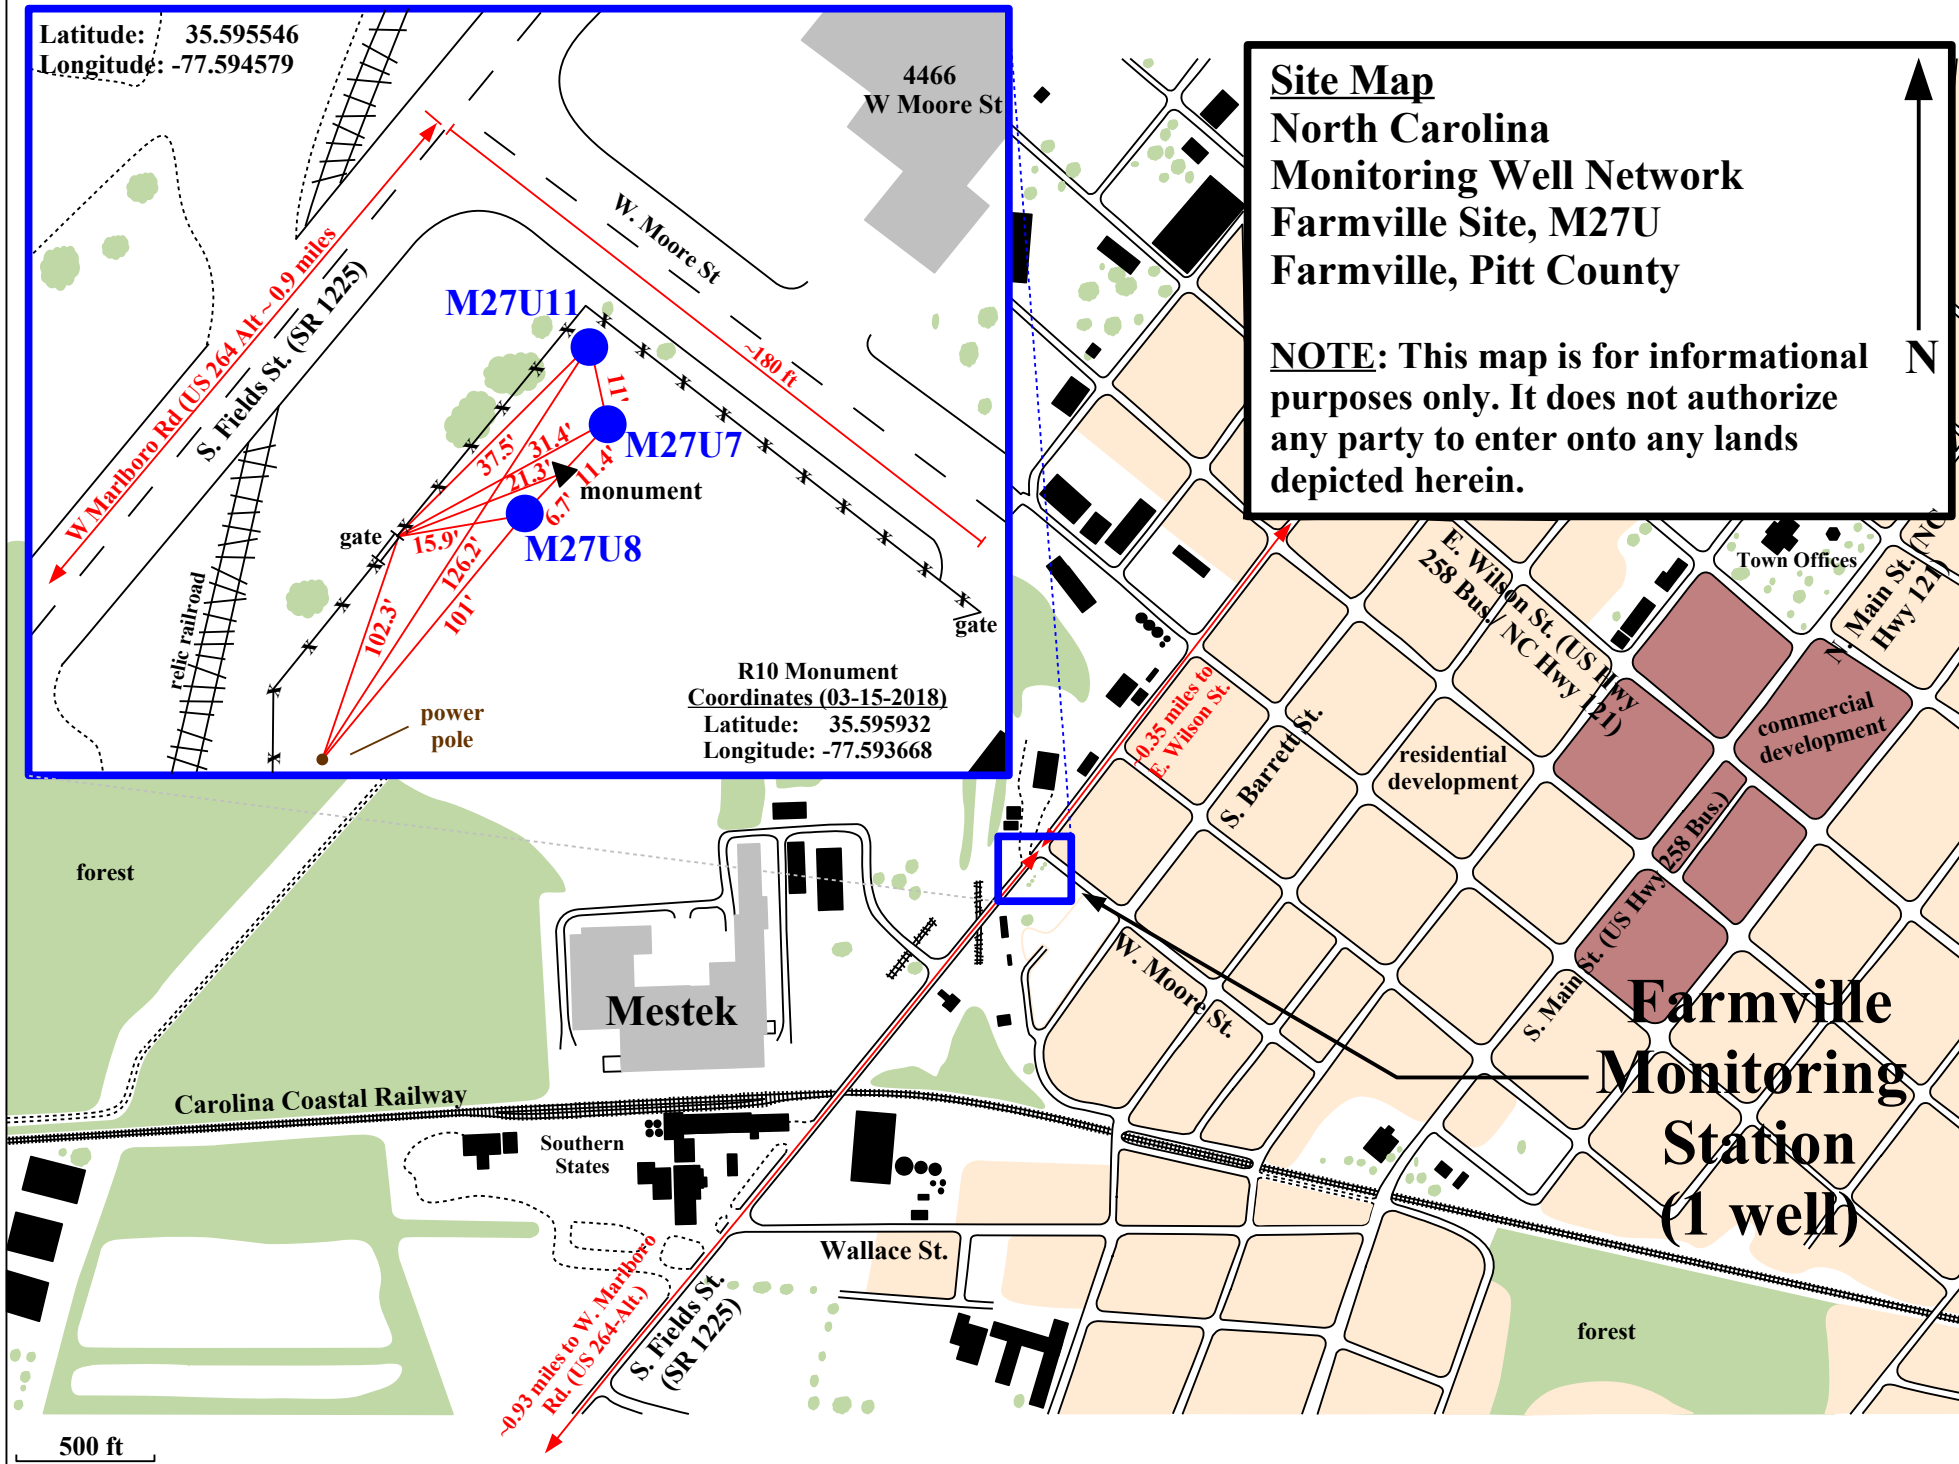 Latitude: 35.595546
Longitude: -77.594579
4466
W Moore St
W. Moore St
W Marlboro Rd (US 264 Alt ~ 0.9 miles
S. Fields St. (SR 1225)
~180 ft
M27U11
11'
M27U7
37.5'
31.4'
21.3'
11.4'
monument
6.7'
gate
15.9'
M27U8
126.2'
102.3'
101'
relic railroad
gate
power
pole
R10 Monument
Coordinates (03-15-2018)
Latitude: 35.595932
Longitude: -77.593668
Site Map
North Carolina
Monitoring Well Network
Farmville Site, M27U
Farmville, Pitt County
NOTE: This map is for informational
purposes only. It does not authorize
any party to enter onto any lands
depicted herein.
N
Town Offices
E. Wilson St. (US Hwy
258 Bus./ NC Hwy 121)
N. Main St. (NC
Hwy 121)
~0.35 miles to
E. Wilson St.
S. Barrett St.
residential
development
commercial
development
S. Main St. (US Hwy 258 Bus.)
W. Moore St.
forest
Mestek
Farmville
Monitoring
Station
(1 well)
Carolina Coastal Railway
Southern
States
Wallace St.
~0.93 miles to W. Marlboro
Rd. (US 264-Alt.)
S. Fields St.
(SR 1225)
forest
500 ft